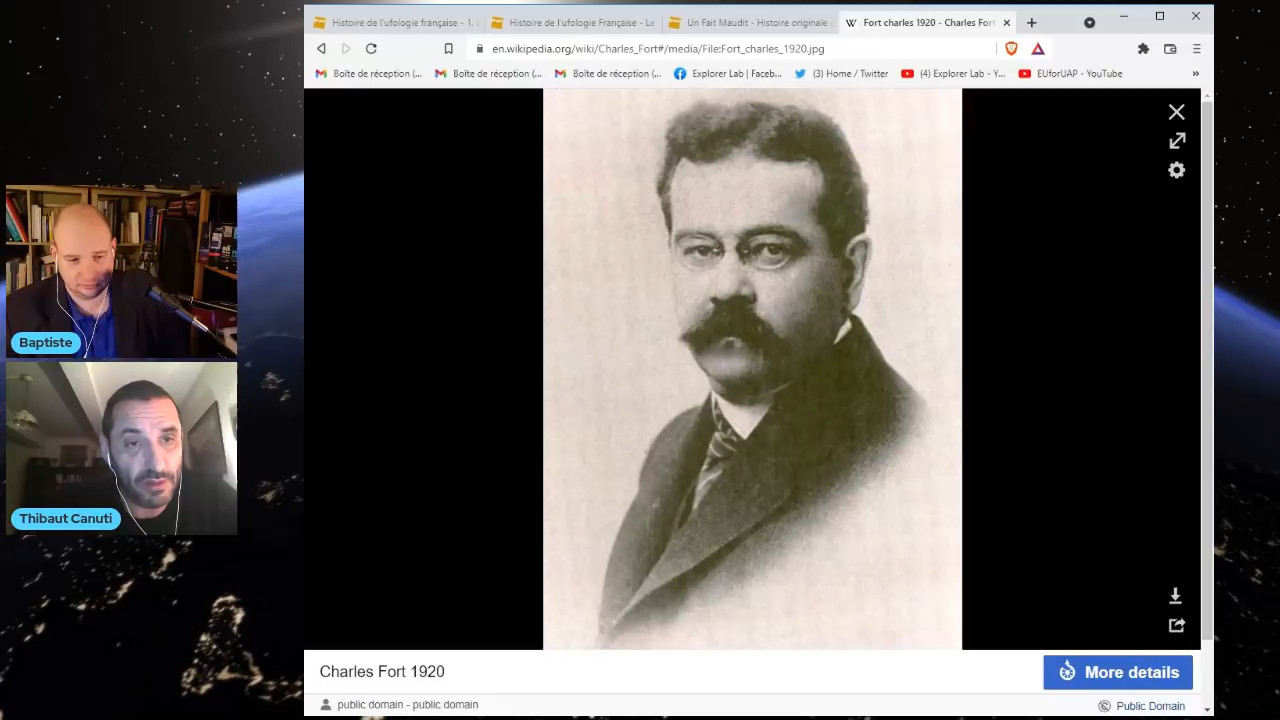 Histoire de l'ufologie française - 1.
Histoire de l'ufologie Française - Le
Un Fait Maudit - Histoire originale
Fort charles 1920 - Charles Fort
en.wikipedia.org/wiki/Charles_Fort#/media/File:Fort_charles_1920.jpg
Boîte de réception (...
Boîte de réception (...
Boîte de réception (...
Explorer Lab | Faceb...
(3) Home / Twitter
(4) Explorer Lab - Y...
EUforUAP - YouTube
Baptiste
Thibaut Canuti
Charles Fort 1920
More details
public domain - public domain
Public Domain